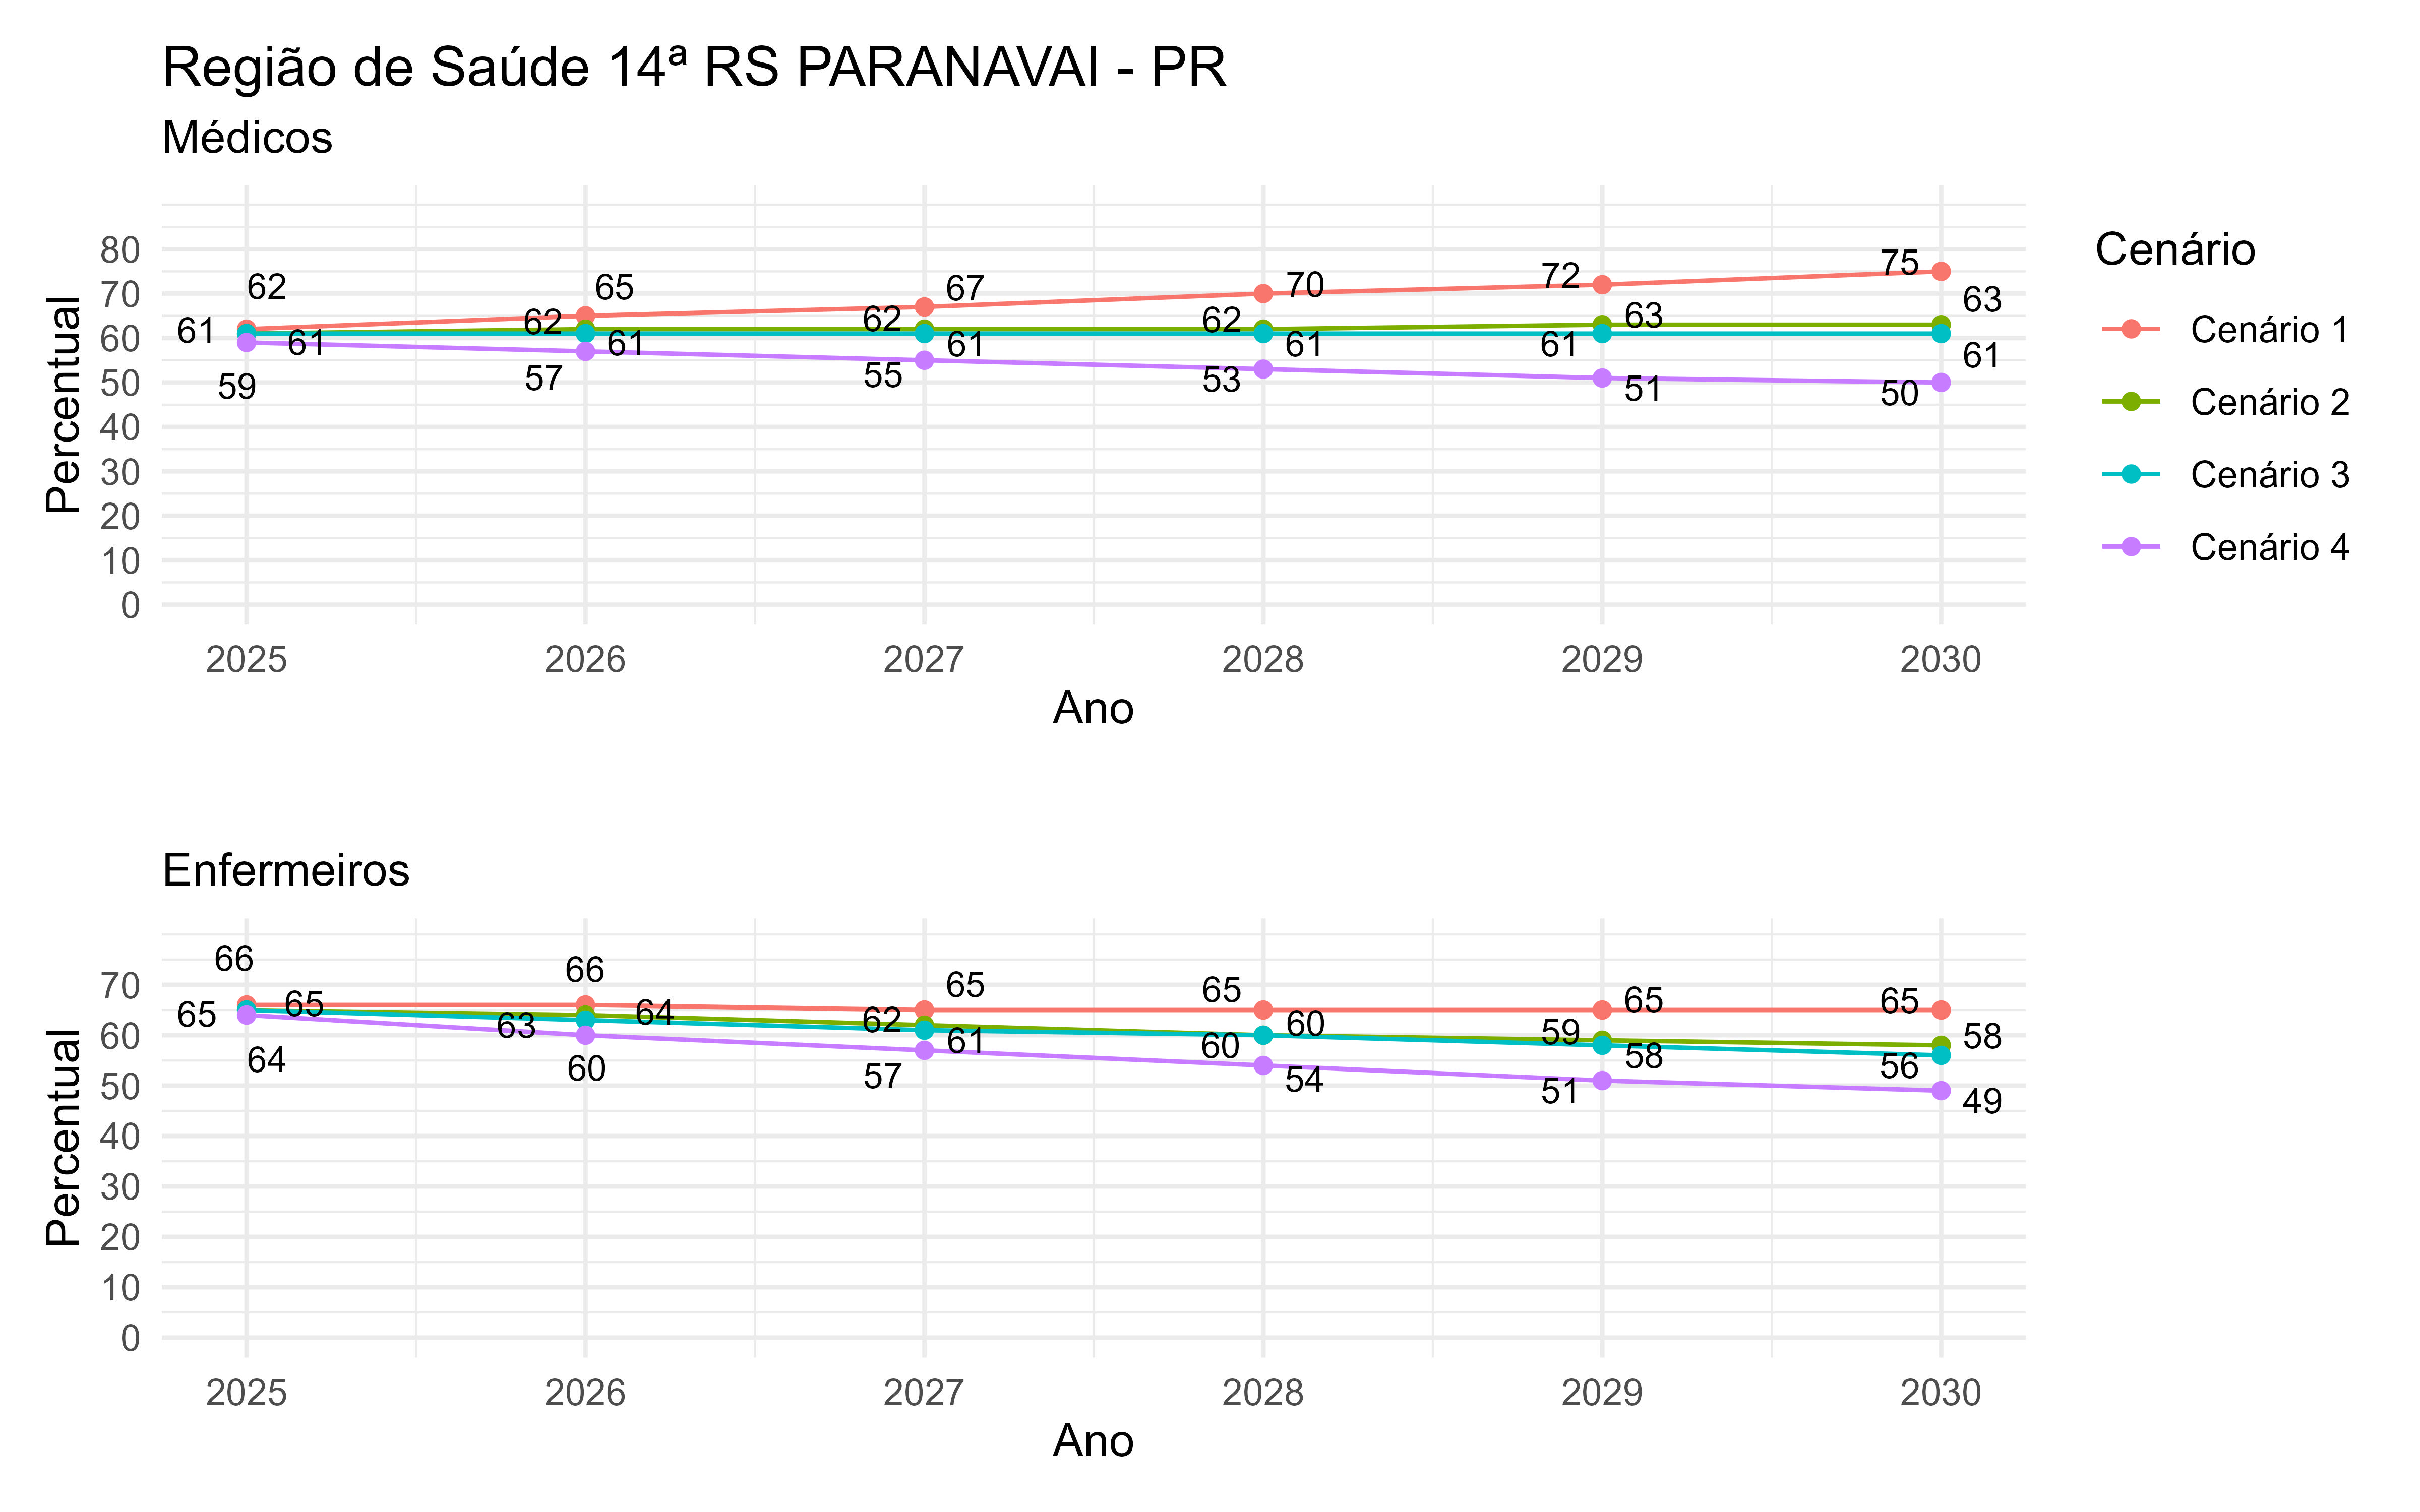 Região de Saúde 14ª RS PARANAVAI - PR
Médicos
Percentual
80
70
60
50
40
30
20
10
0
62 65 67 70 72 75
61 61 62 61 62 61 62 61 63 61 63 61
59 57 55 53 51 50
2025 2026 2027 2028 2029 2030
Ano
Cenário
Cenário 1
Cenário 2
Cenário 3
Cenário 4
Enfermeiros
Percentual
70
60
50
40
30
20
10
0
66 66 65 65 65 65
65 65 63 64 62 61 60 60 59 58 56 58
64 60 57 54 51 49
2025 2026 2027 2028 2029 2030
Ano